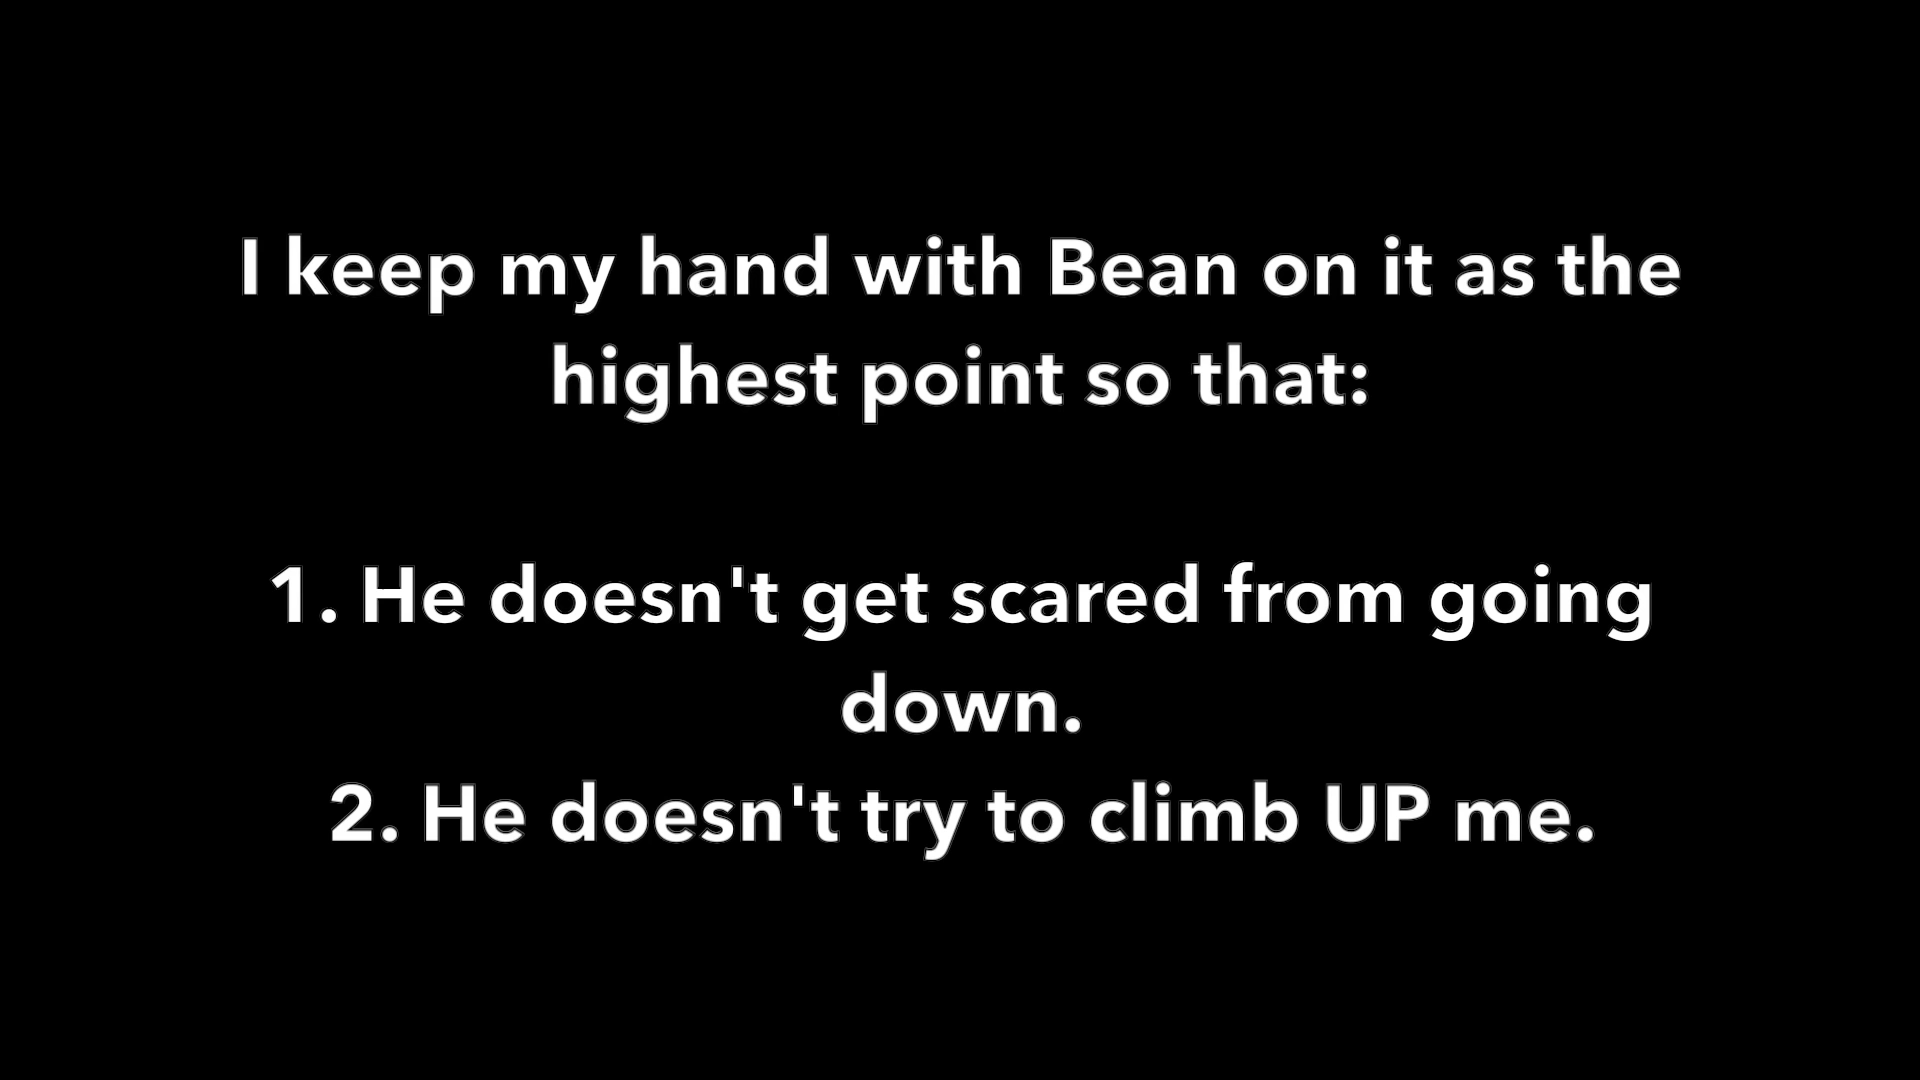 I keep my hand with Bean on it as the
highest point so that:
1. He doesn't get scared from going
down.
2. He doesn't try to climb UP me.